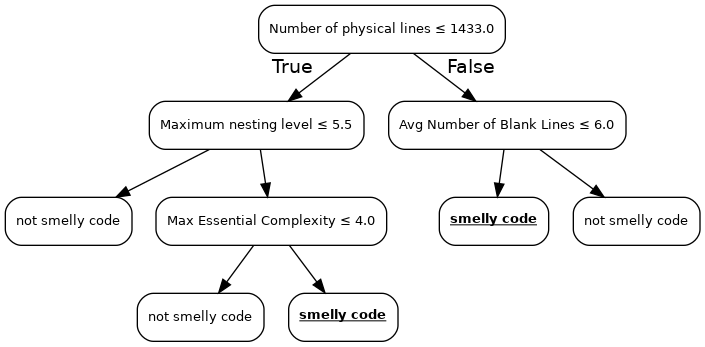 Number of physical lines ≤ 1433.0
True
False
Maximum nesting level ≤ 5.5
Avg Number of Blank Lines ≤ 6.0
not smelly code
Max Essential Complexity ≤ 4.0
smelly code
not smelly code
not smelly code
smelly code